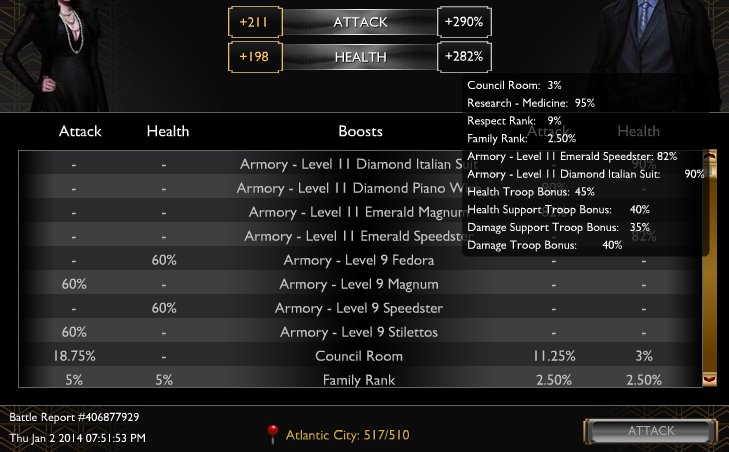 +211 ATTACK +290%
+198 HEALTH +282%
Council Room: 3%
Research - Medicine: 95%
Respect Rank: 9%
Family Rank: 2.50%
Armory - Level 11 Emerald Speedster: 82%
Armory - Level 11 Diamond Italian Suit: 90%
Health Troop Bonus: 45%
Health Support Troop Bonus: 40%
Damage Support Troop Bonus: 35%
Damage Troop Bonus: 40%
Attack Health Boosts Attack Health
- - Armory - Level 11 Diamond Italian Suit - 90%
- - Armory - Level 11 Diamond Piano 90% -
- - Armory - Level 11 Emerald Magnum 82% -
- - Armory - Level 11 Emerald Speedster - 82%
- 60% Armory - Level 9 Fedora - -
60% - Armory - Level 9 Magnum - -
- 60% Armory - Level 9 Speedster - -
60% - Armory - Level 9 Stilettos - -
18.75% - Council Room 11.25% 3%
5% 5% Family Rank 2.50% 2.50%
Battle Report #406877929
Thu Jan 2 2014 07:51:53 PM
Atlantic City: 517/510
ATTACK